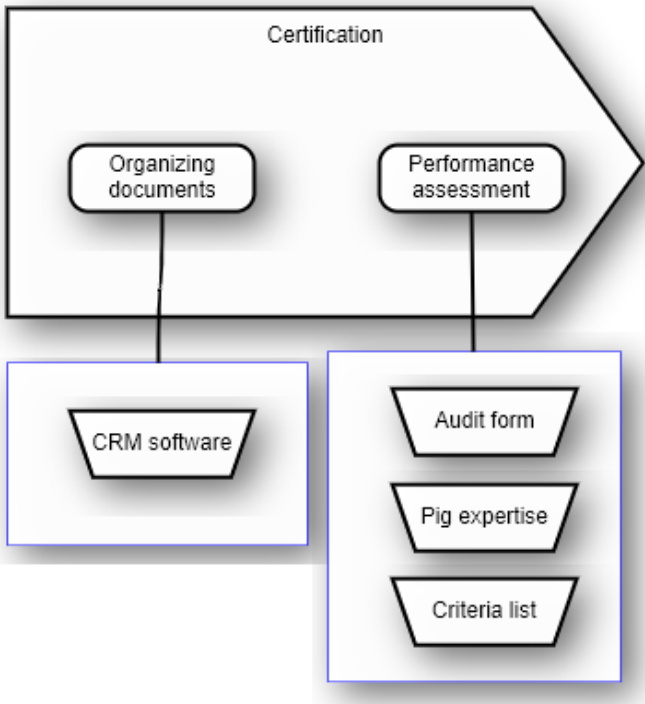 Certification
Organizing
documents
Performance
assessment
CRM software
Audit form
Pig expertise
Criteria list